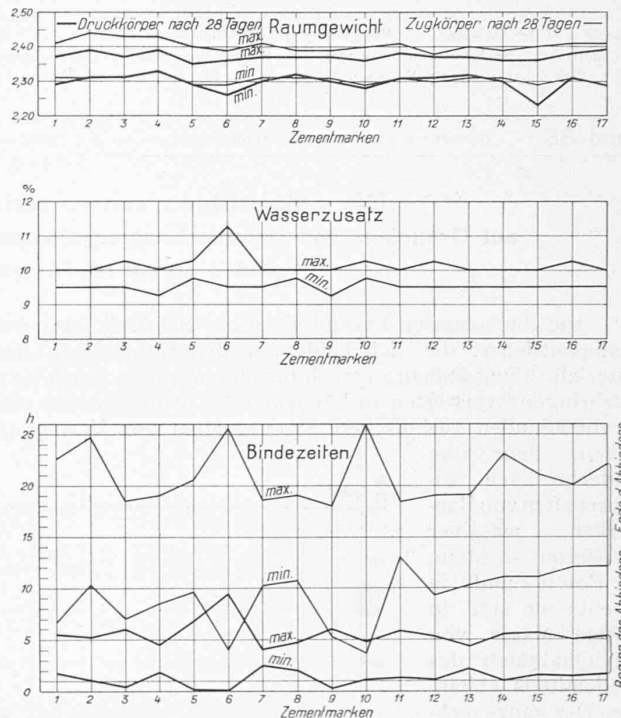 Druckkörper nach 28 Tagen Raumgewicht Zugkörper nach 28 Tagen
2,50
2,40
2,30
2,20
max.
max.
min.
min.
1 2 3 4 5 6 7 8 9 10 11 12 13 14 15 16 17
Zementmarken
%
Wasserzusatz
12
11
10
9
8
max.
min.
1 2 3 4 5 6 7 8 9 10 11 12 13 14 15 16 17
Zementmarken
h
Bindezeiten
25
20
15
10
5
0
max.
min.
max.
min.
Beginn des Abbindens
Ende d. Abbindens
1 2 3 4 5 6 7 8 9 10 11 12 13 14 15 16 17
Zementmarken